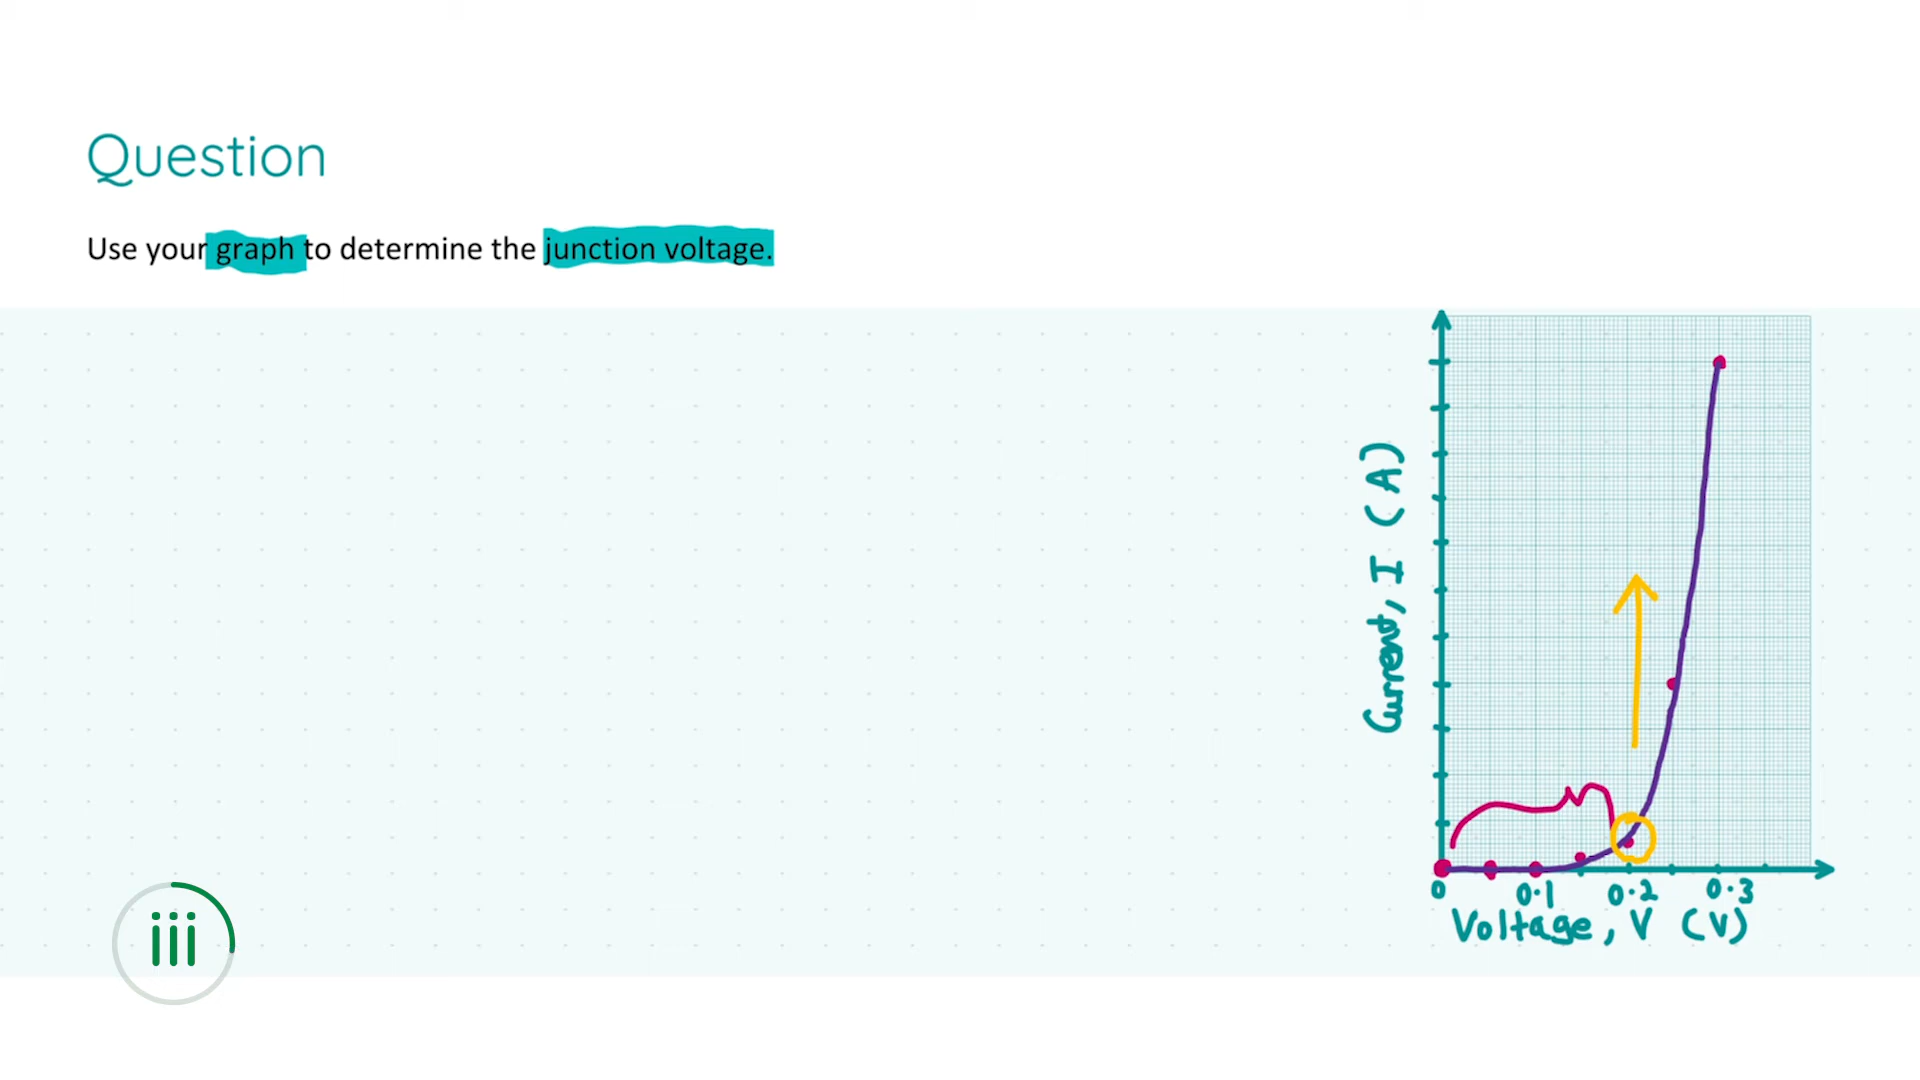 Question
Use your graph to determine the junction voltage.
Current, I (A)
0 0.1 0.2 0.3
Voltage, V (V)
iii